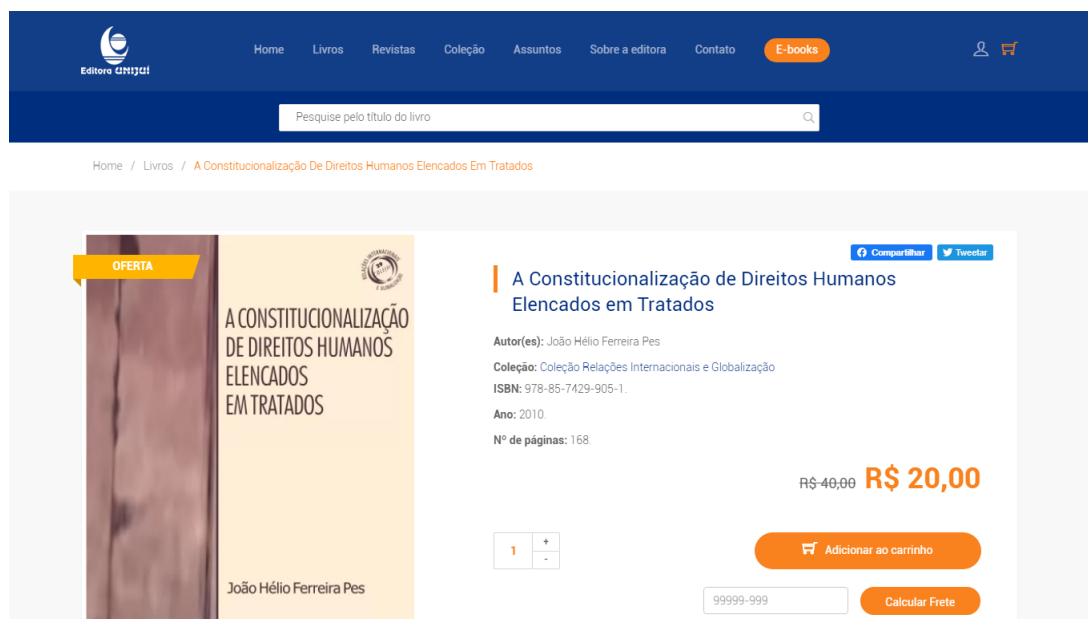 Editora UNIJUÍ
Home Livros Revistas Coleção Assuntos Sobre a editora Contato E-books
Pesquise pelo título do livro
Home / Livros / A Constitucionalização De Direitos Humanos Elencados Em Tratados
OFERTA
RELAÇÕES INTERNACIONAIS
E GLOBALIZAÇÃO
A CONSTITUCIONALIZAÇÃO
DE DIREITOS HUMANOS
ELENCADOS
EM TRATADOS
João Hélio Ferreira Pes
Compartilhar Tweetar
A Constitucionalização de Direitos Humanos
Elencados em Tratados
Autor(es): João Hélio Ferreira Pes
Coleção: Coleção Relações Internacionais e Globalização
ISBN: 978-85-7429-905-1.
Ano: 2010.
Nº de páginas: 168.
R$ 40,00 R$ 20,00
1 + -
Adicionar ao carrinho
99999-999
Calcular Frete